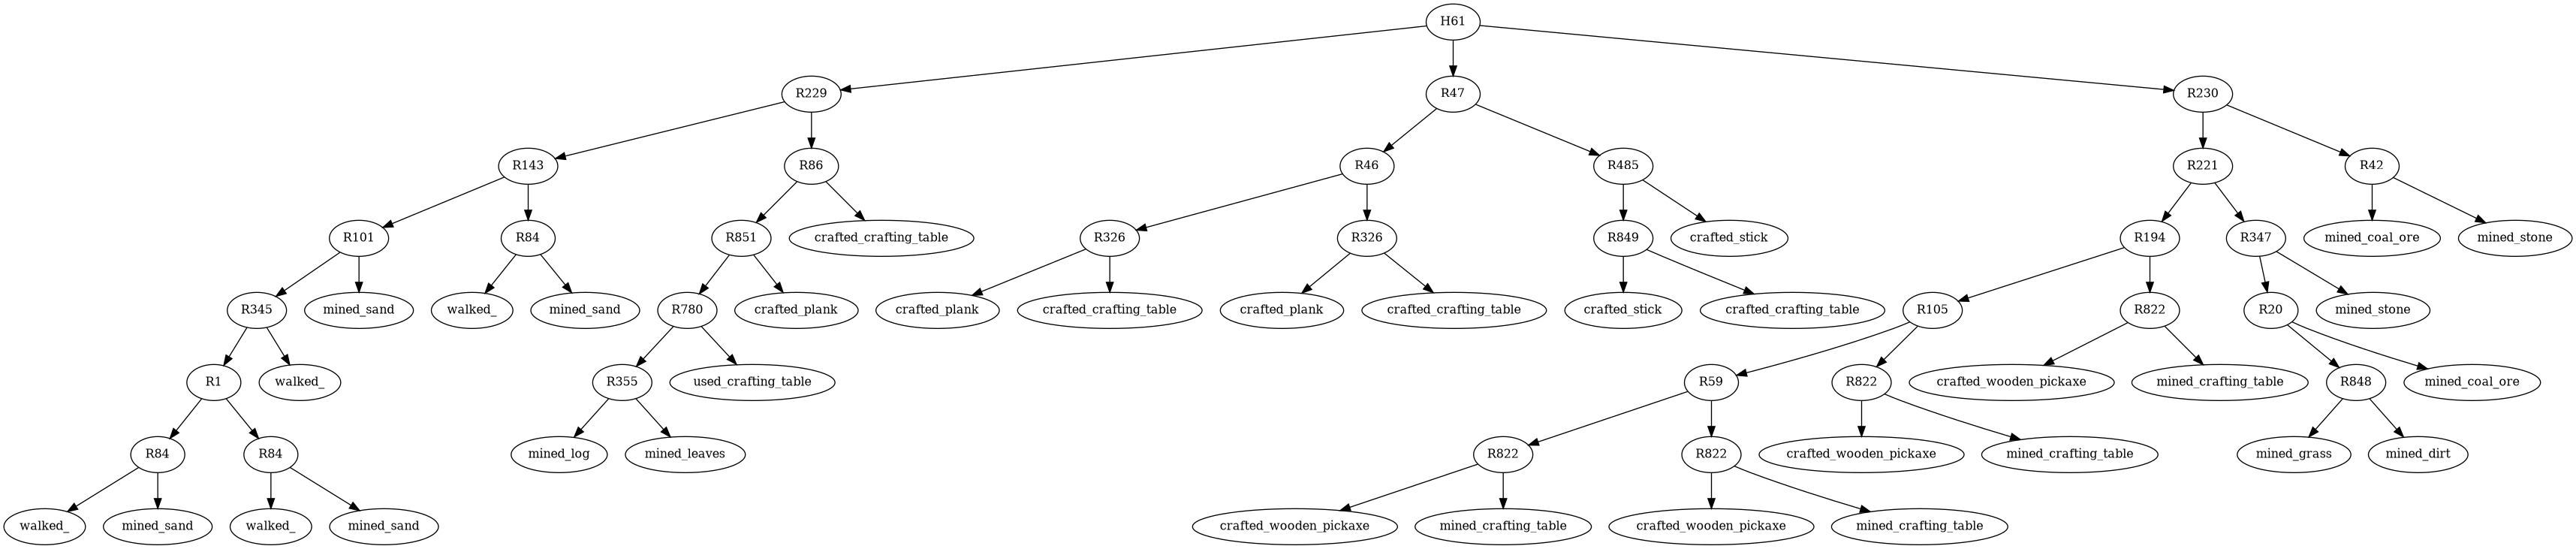 H61
R229
R47
R230
R143
R86
R46
R485
R221
R42
R101
R84
R851
crafted_crafting_table
R326
R326
R849
crafted_stick
R194
R347
mined_coal_ore
mined_stone
R345
mined_sand
walked_
mined_sand
R780
crafted_plank
crafted_plank
crafted_crafting_table
crafted_plank
crafted_crafting_table
crafted_stick
crafted_crafting_table
R105
R822
R20
mined_stone
R1
walked_
R355
used_crafting_table
R59
R822
crafted_wooden_pickaxe
mined_crafting_table
R848
mined_coal_ore
R84
R84
mined_log
mined_leaves
R822
R822
crafted_wooden_pickaxe
mined_crafting_table
mined_grass
mined_dirt
walked_
mined_sand
walked_
mined_sand
crafted_wooden_pickaxe
mined_crafting_table
crafted_wooden_pickaxe
mined_crafting_table